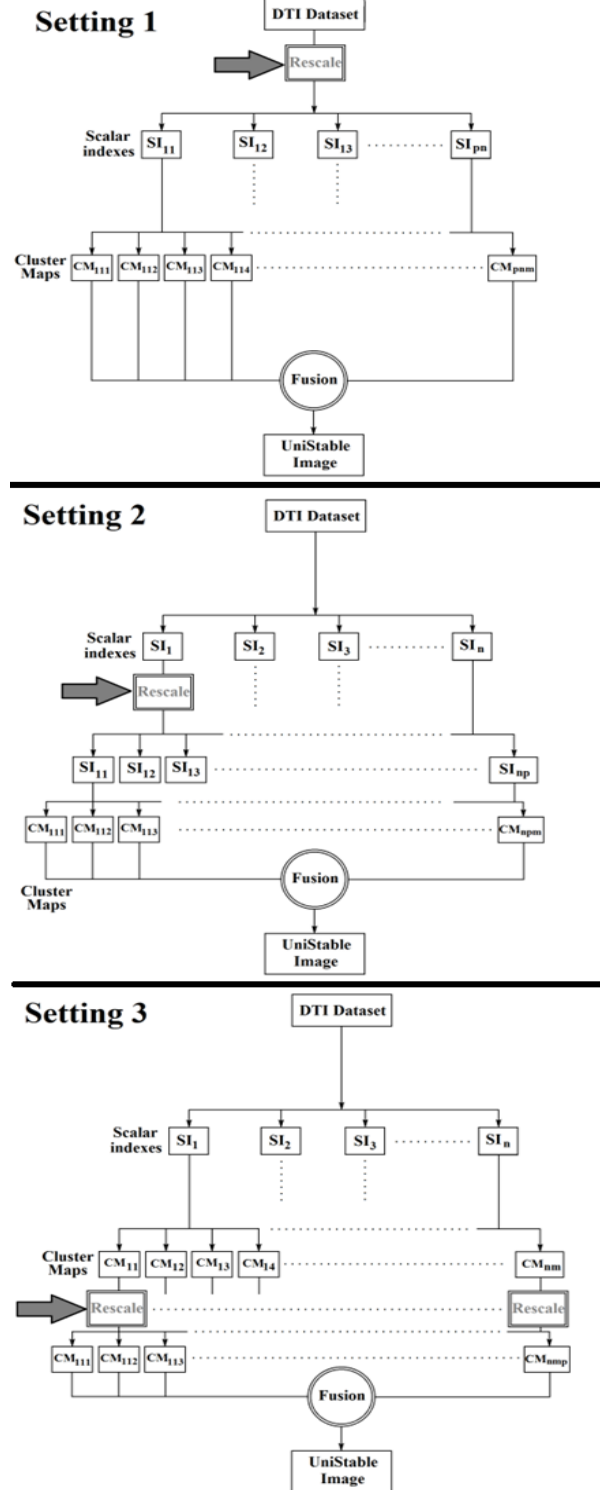 Setting 1
DTI Dataset
Rescale
Scalar
indexes
SI11 SI12 SI13 SIpn
Cluster
Maps
CM111 CM112 CM113 CM114 CMpnm
Fusion
UniStable
Image
Setting 2
DTI Dataset
Scalar
indexes
SI1 SI2 SI3 SIn
Rescale
SI11 SI12 SI13 SInp
CM111 CM112 CM113 CMnpm
Cluster
Maps
Fusion
UniStable
Image
Setting 3
DTI Dataset
Scalar
indexes
SI1 SI2 SI3 SIn
Cluster
Maps
CM11 CM12 CM13 CM14 CMnm
Rescale Rescale
CM111 CM112 CM113 CMnmp
Fusion
UniStable
Image